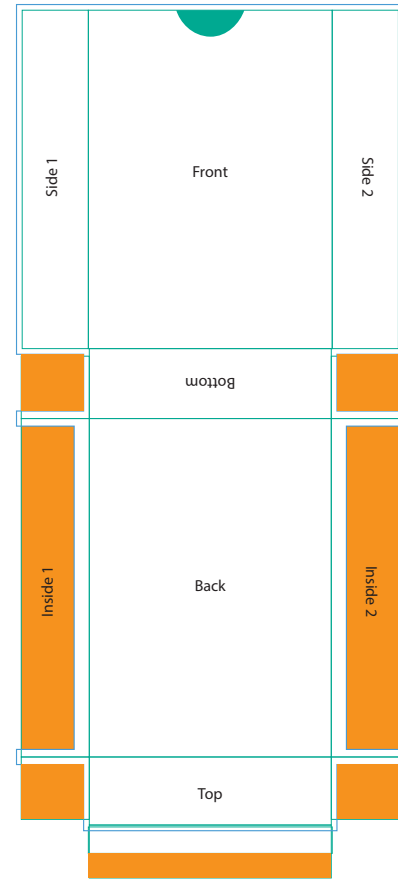 Side 1
Front
Side 2
Bottom
Inside 1
Back
Inside 2
Top